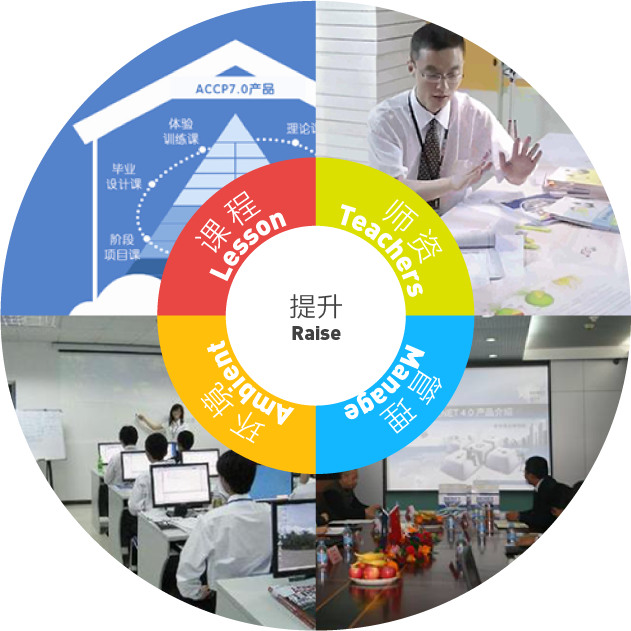 ACCP7.0产品
体验
训练课
理论课
毕业
设计课
阶段
项目课
课程
Lesson
师资
Teachers
提升
Raise
环境
Ambient
管理
Manage
4.0产品介绍